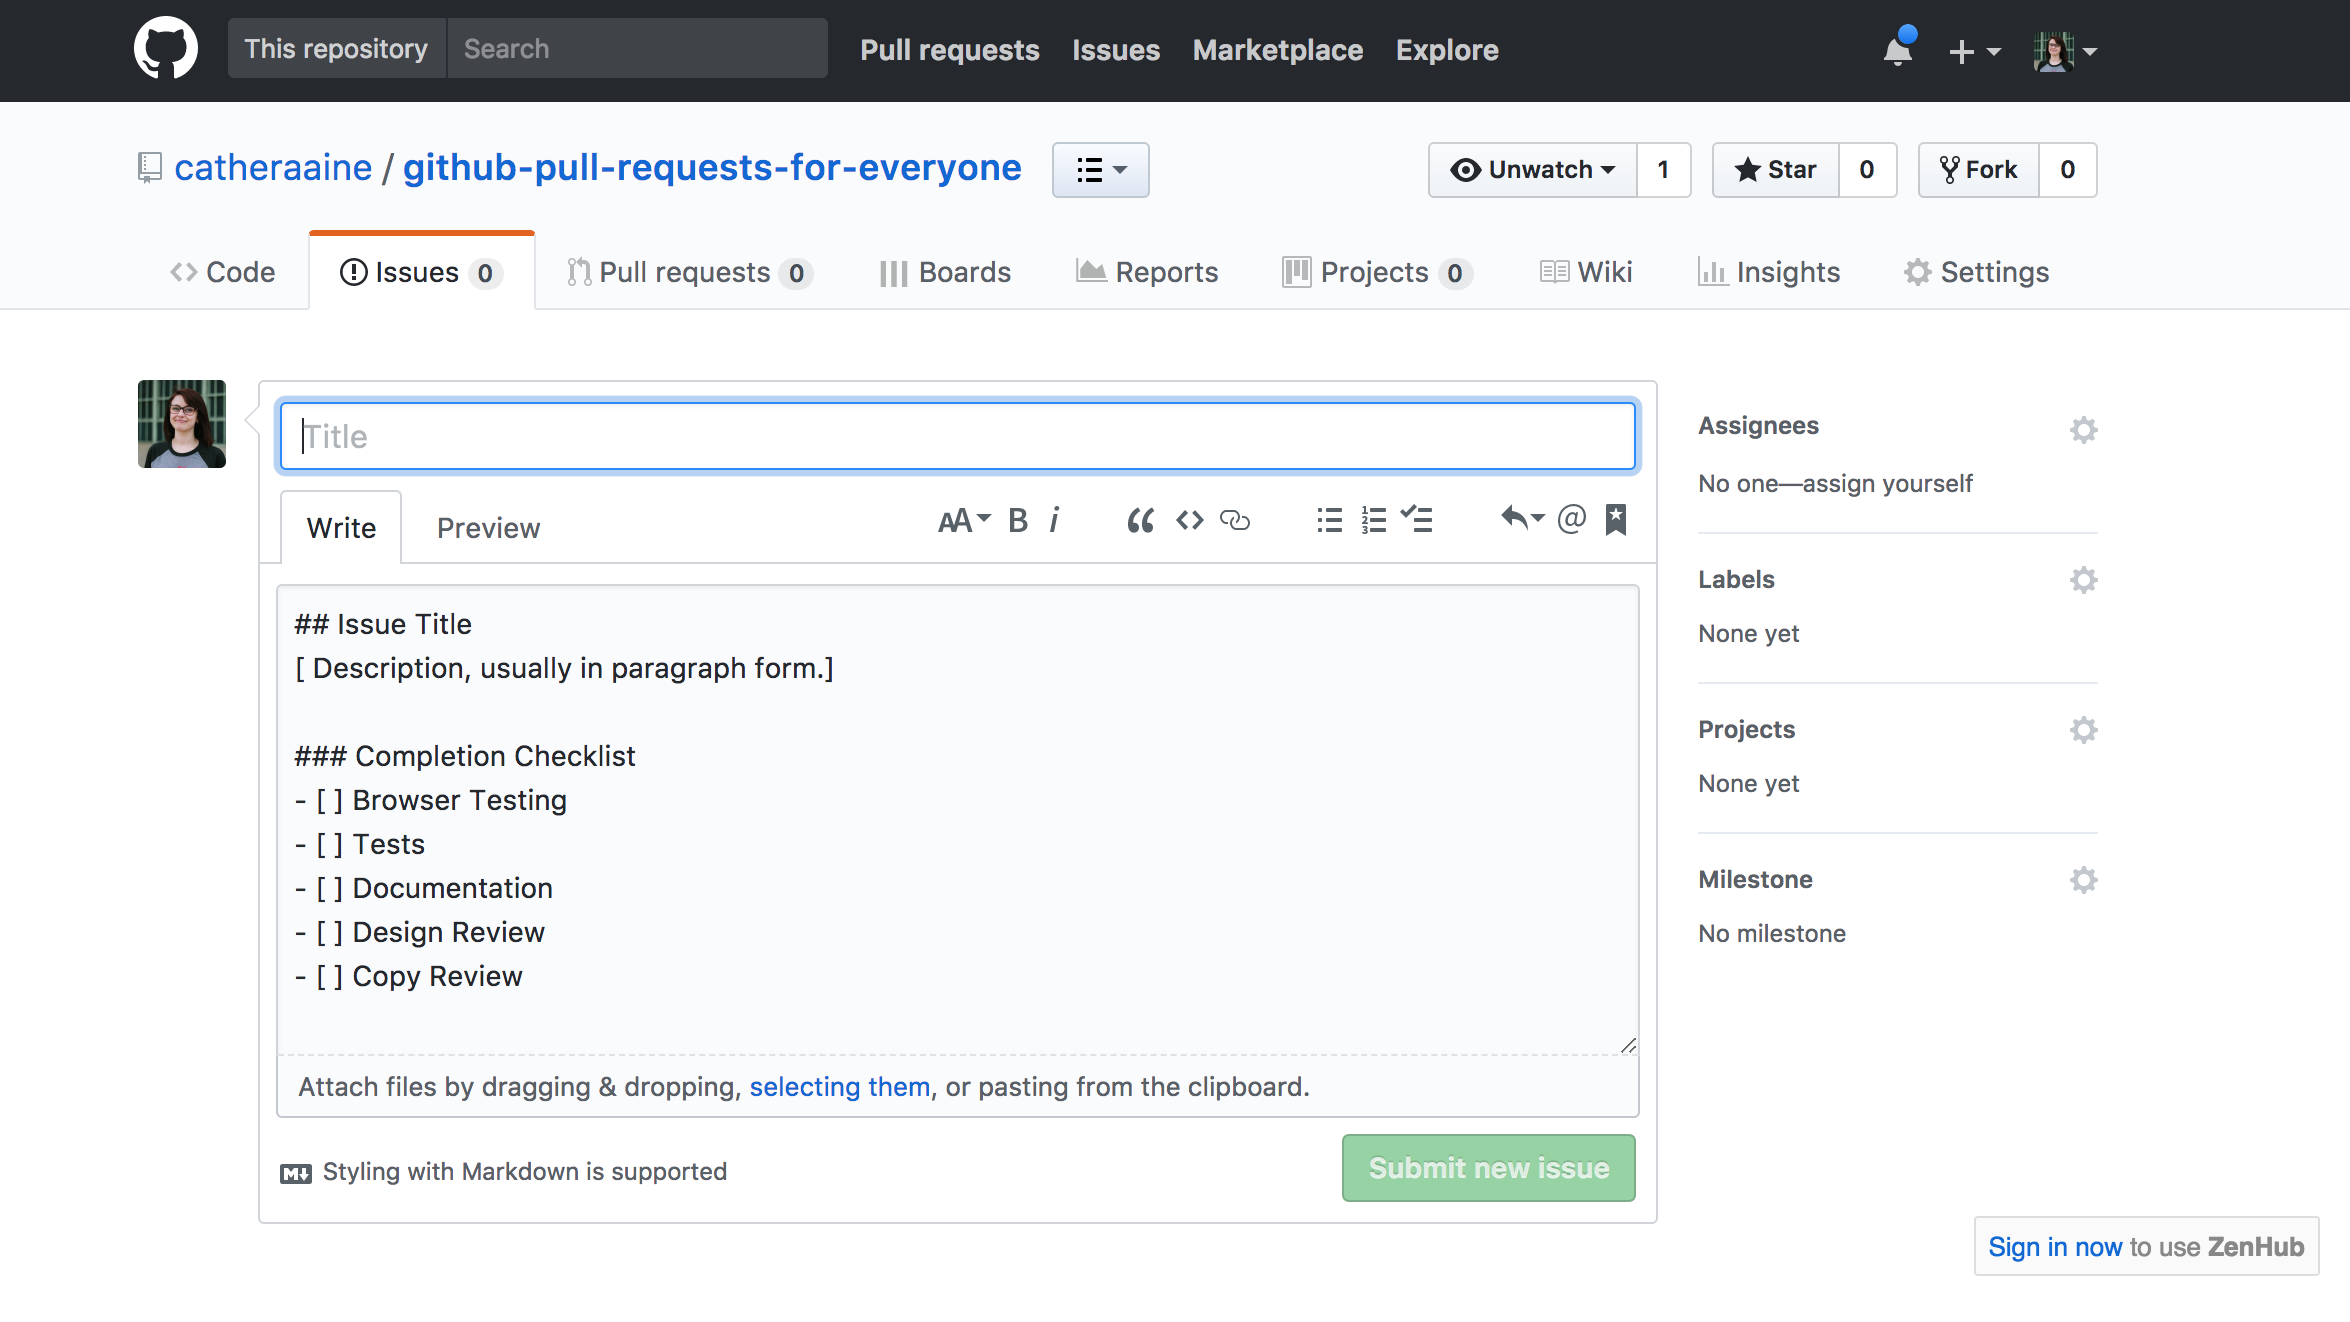 This repository Search Pull requests Issues Marketplace Explore
catheraaine / github-pull-requests-for-everyone Unwatch 1 Star 0 Fork 0
Code Issues 0 Pull requests 0 Boards Reports Projects 0 Wiki Insights Settings
Title
Write Preview AA B i “ <> @
## Issue Title
[ Description, usually in paragraph form.]
### Completion Checklist
- [ ] Browser Testing
- [ ] Tests
- [ ] Documentation
- [ ] Design Review
- [ ] Copy Review
Attach files by dragging & dropping, selecting them, or pasting from the clipboard.
Styling with Markdown is supported
Submit new issue
Assignees
No one—assign yourself
Labels
None yet
Projects
None yet
Milestone
No milestone
Sign in now to use ZenHub